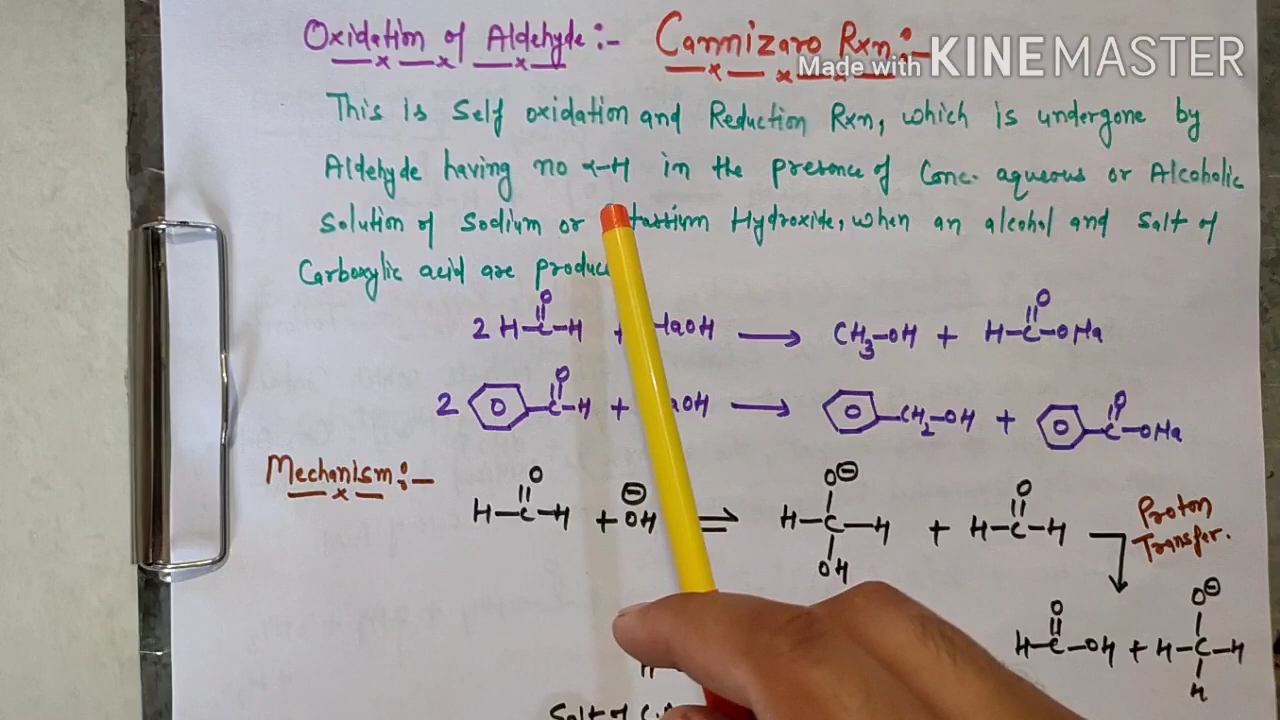 Oxidation of Aldehyde:- Cannizaro Rxn:-
Made with KINEMASTER
This is Self oxidation and Reduction Rxn, which is undergone by
Aldehyde having no α-H in the presence of Conc. aqueous or Alcoholic
Solution of Sodium or Hydroxide, when an alcohol and Salt of
Carboxylic acid are
2 H-C-H + NaOH → CH3-OH + H-C-ONa
O O
2 C-H + → CH2-OH + C-ONa
O O
Mechanism:-
H-C-H + OH ⇌ H-C-H + H-C-H
O ⊖ O⊖ O
OH
Proton
Transfer.
H-C-OH + H-C-H
O O⊖
H
H
Salt of